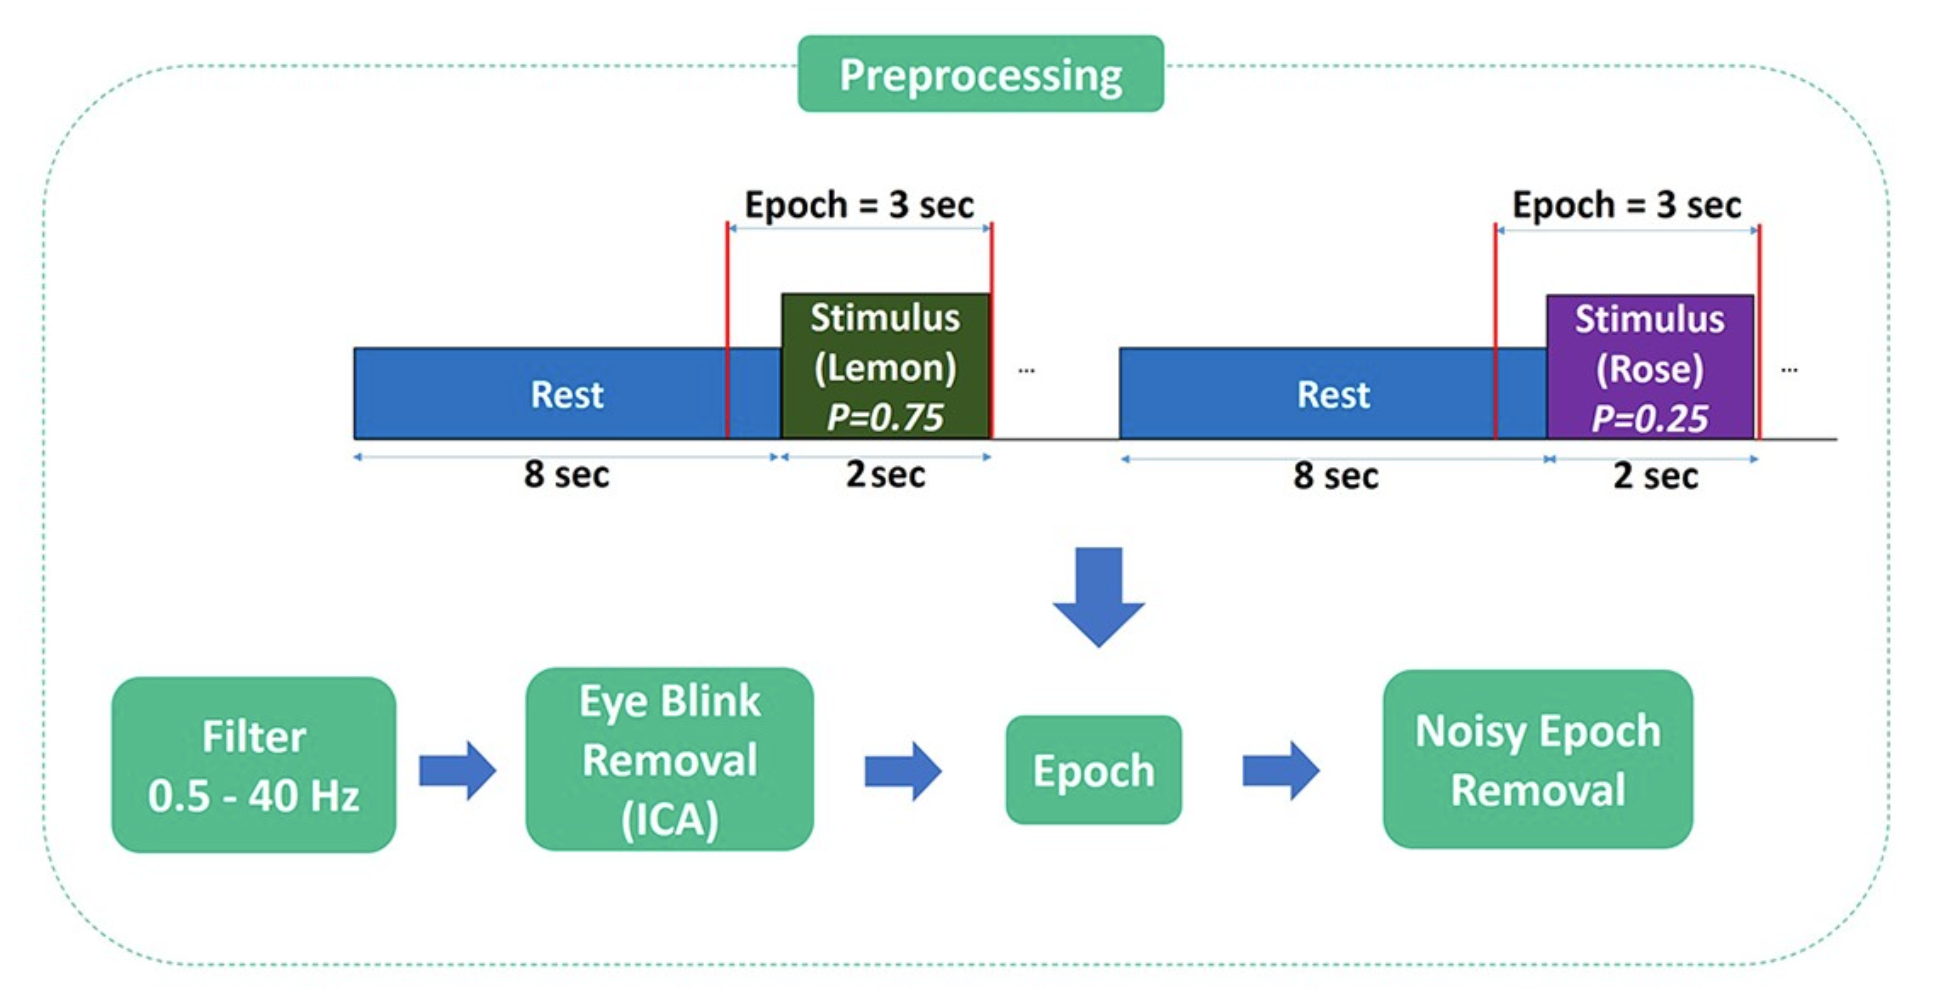 Preprocessing
Epoch = 3 sec
Epoch = 3 sec
Stimulus
(Lemon)
P=0.75
Stimulus
(Rose)
P=0.25
Rest
...
Rest
...
8 sec
2 sec
8 sec
2 sec
Filter
0.5 - 40 Hz
Eye Blink
Removal
(ICA)
Epoch
Noisy Epoch
Removal